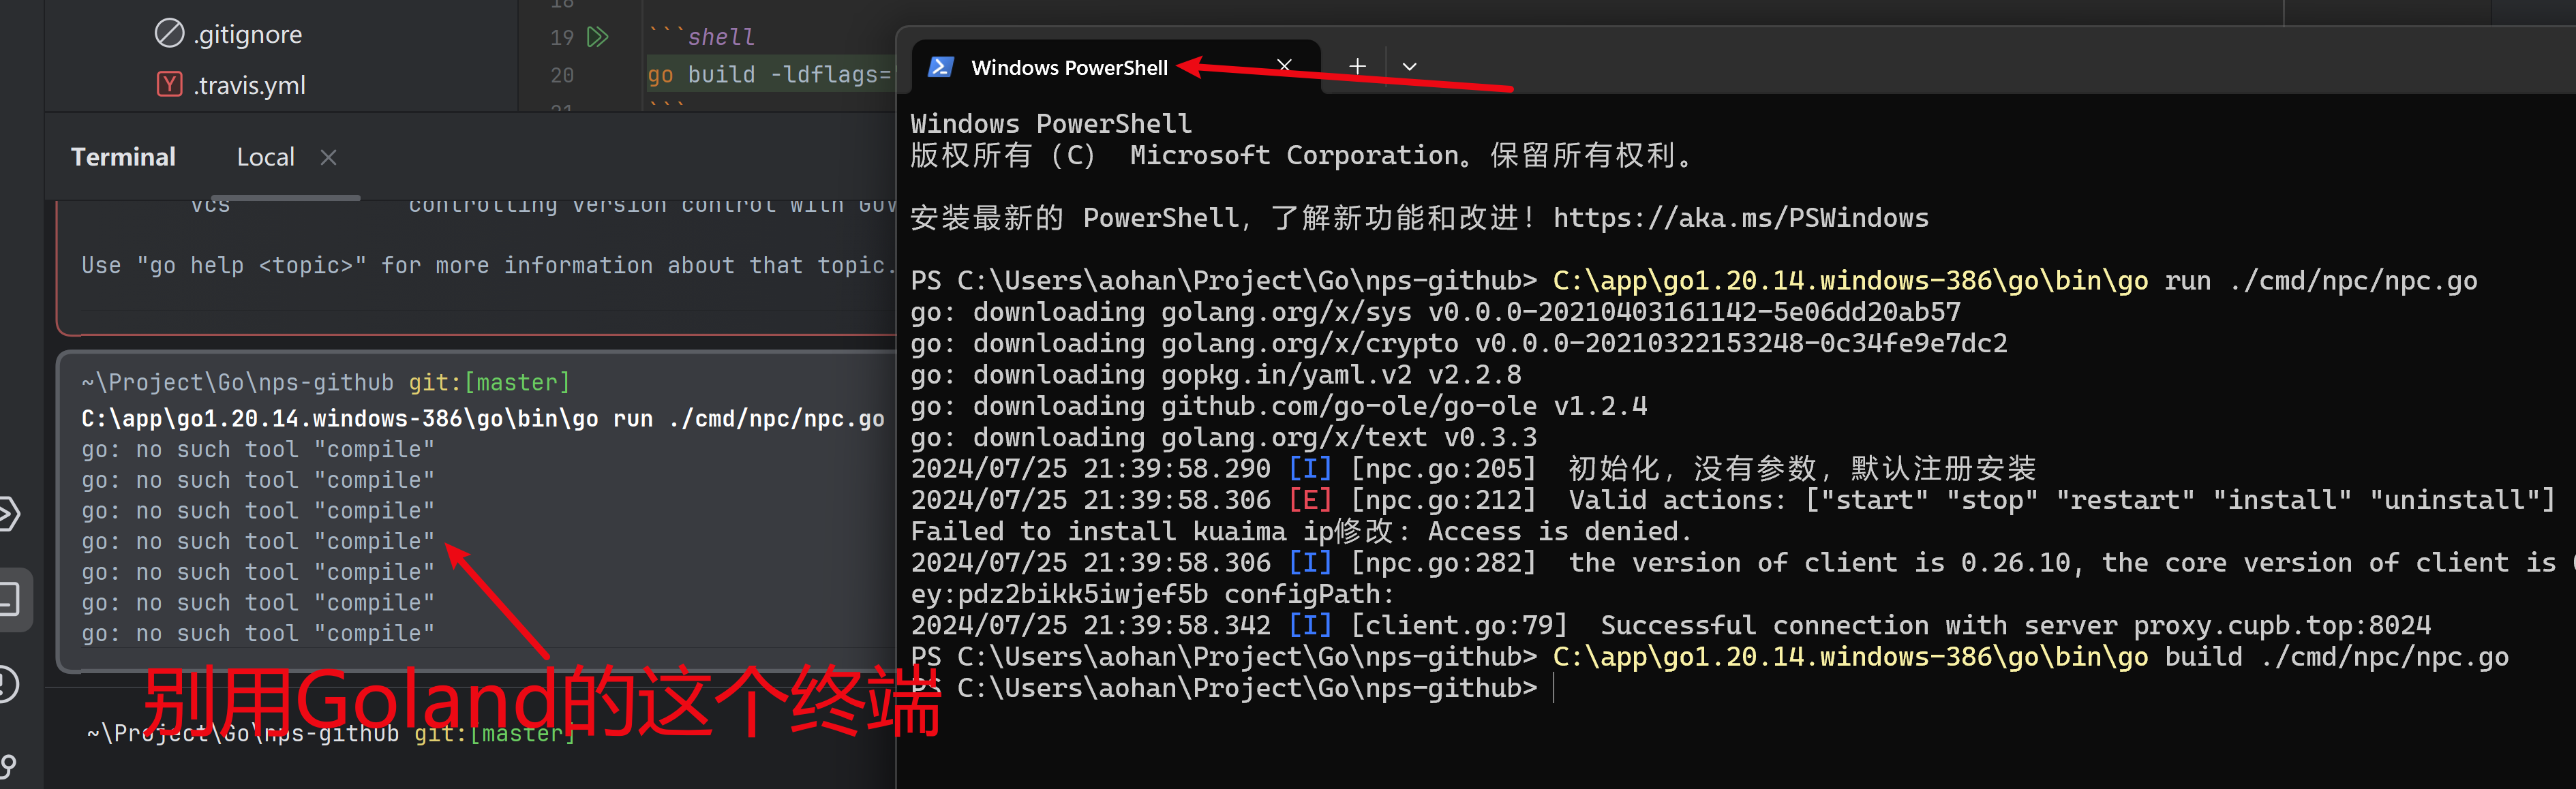 .gitignore
.travis.yml
18
19 ```shell
20 go build -ldflags=
21 ```
Terminal Local
vcs controlling version control with GOV
Use "go help <topic>" for more information about that topic.
~\Project\Go\nps-github git:[master]
C:\app\go1.20.14.windows-386\go\bin\go run ./cmd/npc/npc.go
go: no such tool "compile"
go: no such tool "compile"
go: no such tool "compile"
go: no such tool "compile"
go: no such tool "compile"
go: no such tool "compile"
go: no such tool "compile"
别用Goland的这个终端
~\Project\Go\nps-github git:[master]
Windows PowerShell
Windows PowerShell
版权所有（C） Microsoft Corporation。保留所有权利。
安装最新的 PowerShell，了解新功能和改进！https://aka.ms/PSWindows
PS C:\Users\aohan\Project\Go\nps-github> C:\app\go1.20.14.windows-386\go\bin\go run ./cmd/npc/npc.go
go: downloading golang.org/x/sys v0.0.0-20210403161142-5e06dd20ab57
go: downloading golang.org/x/crypto v0.0.0-20210322153248-0c34fe9e7dc2
go: downloading gopkg.in/yaml.v2 v2.2.8
go: downloading github.com/go-ole/go-ole v1.2.4
go: downloading golang.org/x/text v0.3.3
2024/07/25 21:39:58.290 [I] [npc.go:205]  初始化，没有参数，默认注册安装
2024/07/25 21:39:58.306 [E] [npc.go:212]  Valid actions: ["start" "stop" "restart" "install" "uninstall"]
Failed to install kuaima ip修改: Access is denied.
2024/07/25 21:39:58.306 [I] [npc.go:282]  the version of client is 0.26.10, the core version of client is
ey:pdz2bikk5iwjef5b configPath:
2024/07/25 21:39:58.342 [I] [client.go:79]  Successful connection with server proxy.cupb.top:8024
PS C:\Users\aohan\Project\Go\nps-github> C:\app\go1.20.14.windows-386\go\bin\go build ./cmd/npc/npc.go
PS C:\Users\aohan\Project\Go\nps-github>